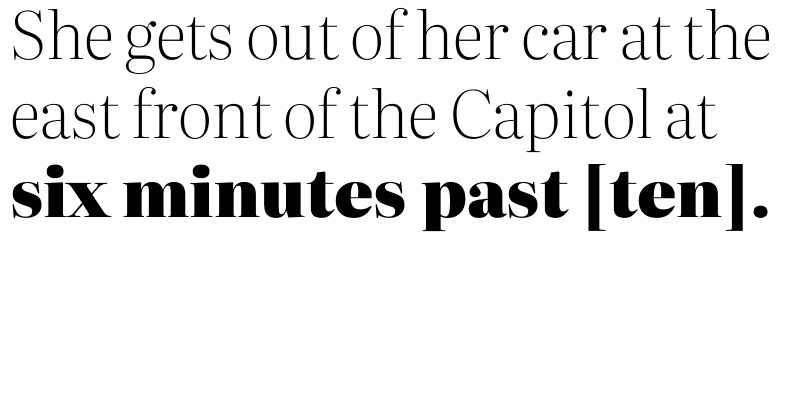 She gets out of her car at the
east front of the Capitol at
six minutes past [ten].